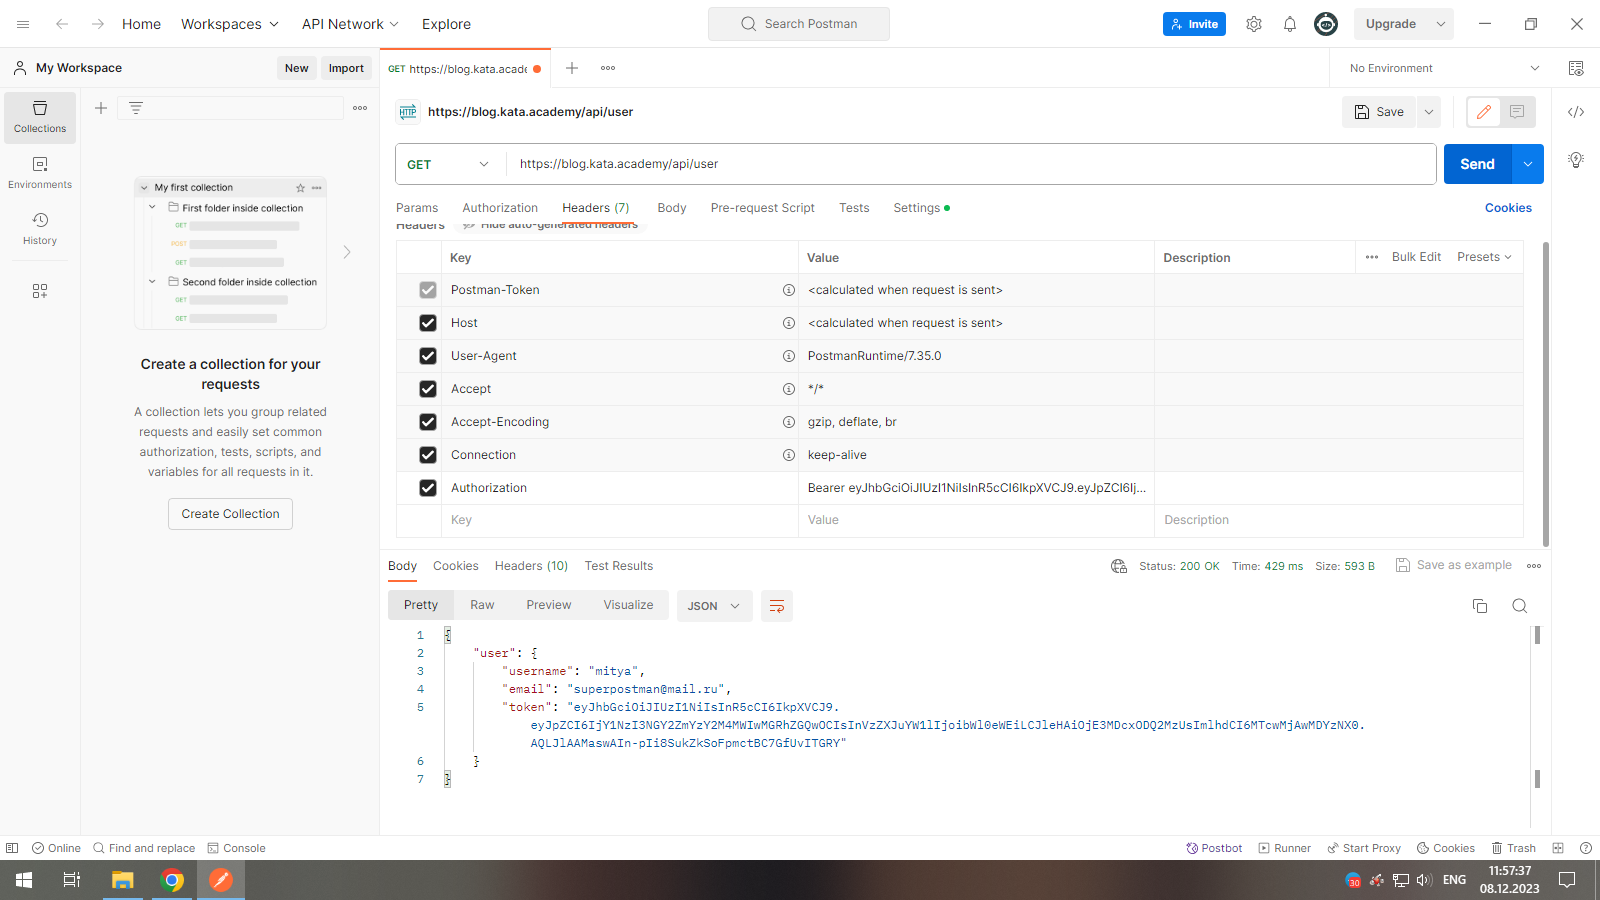 Home
Workspaces
API Network
Explore
Search Postman
Invite
Upgrade
My Workspace
New
Import
GET https://blog.kata.acade
No Environment
Collections
Environments
History
My first collection
First folder inside collection
GET
POST
GET
Second folder inside collection
GET
GET
Create a collection for your
requests
A collection lets you group related
requests and easily set common
authorization, tests, scripts, and
variables for all requests in it.
Create Collection
HTTP https://blog.kata.academy/api/user
Save
GET
https://blog.kata.academy/api/user
Send
Params
Authorization
Headers (7)
Body
Pre-request Script
Tests
Settings
Cookies
Headers
Hide auto-generated headers
Key Value Description
Bulk Edit
Presets
Postman-Token <calculated when request is sent>
Host <calculated when request is sent>
User-Agent PostmanRuntime/7.35.0
Accept */*
Accept-Encoding gzip, deflate, br
Connection keep-alive
Authorization Bearer eyJhbGciOiJIUzI1NiIsInR5cCI6IkpXVCJ9.eyJpZCI6Ij...
Key Value Description
Body
Cookies
Headers (10)
Test Results
Status: 200 OK
Time: 429 ms
Size: 593 B
Save as example
Pretty
Raw
Preview
Visualize
JSON
1 {
2 "user": {
3 "username": "mitya",
4 "email": "superpostman@mail.ru",
5 "token": "eyJhbGciOiJIUzI1NiIsInR5cCI6IkpXVCJ9.
eyJpZCI6IjY1NzI3NGY2ZmYzY2M4MWIwMGRhZGQwOCIsInVzZXJuYW1lIjoibWl0eWEiLCJleHAiOjE3MDcxODQ2MzUsImlhdCI6MTcwMjAwMDYzNX0.
AQLJlAAMaswAIn-pIi8SukZkSoFpmctBC7GfUvITGRY"
6 }
7 }
Online
Find and replace
Console
Postbot
Runner
Start Proxy
Cookies
Trash
30
ENG
11:57:37
08.12.2023